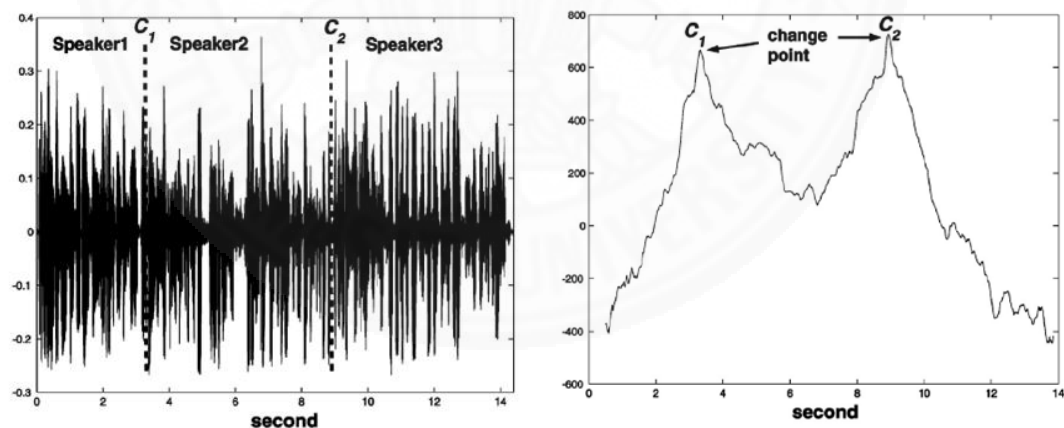 C1
C2
Speaker1
Speaker2
Speaker3
0.4
0.3
0.2
0.1
0
-0.1
-0.2
-0.3
0 2 4 6 8 10 12 14
second
C1
change
point
C2
800
600
400
200
0
-200
-400
-600
0 2 4 6 8 10 12 14
second
UNIVERSITY